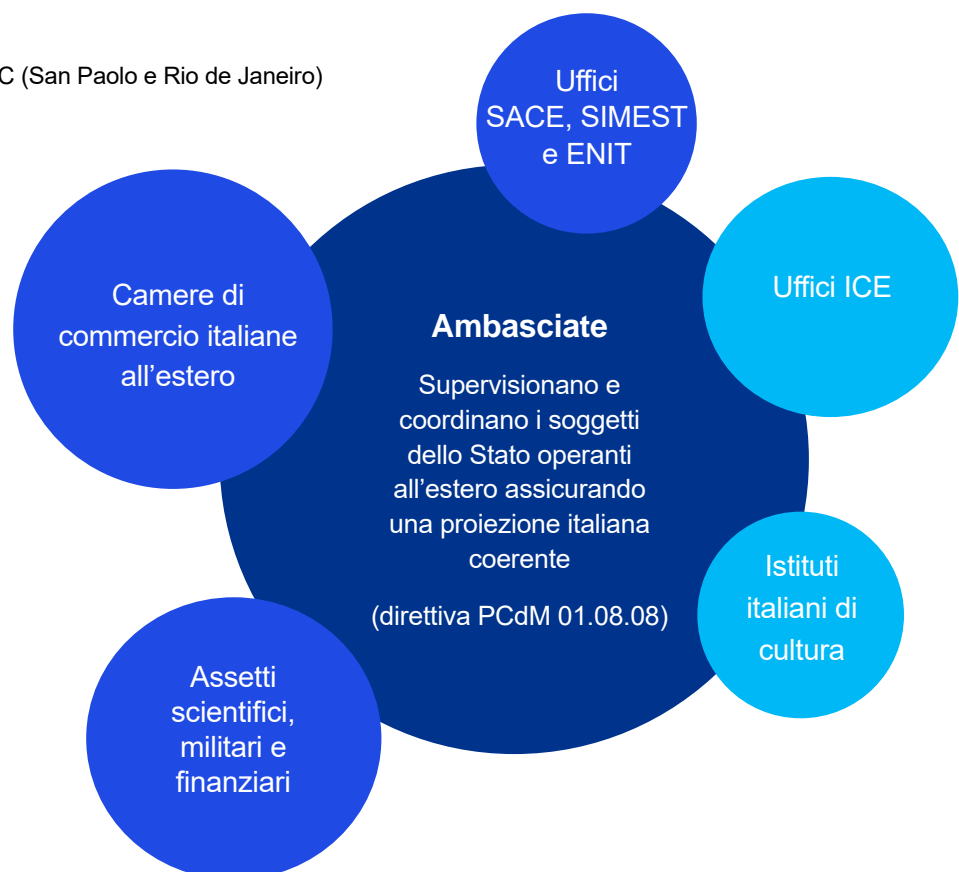 C (San Paolo e Rio de Janeiro)
Uffici
SACE, SIMEST
e ENIT
Uffici ICE
Camere di
commercio italiane
all’estero
Ambasciate
Supervisionano e
coordinano i soggetti
dello Stato operanti
all’estero assicurando
una proiezione italiana
coerente
(direttiva PCdM 01.08.08)
Istituti
italiani di
cultura
Assetti
scientifici,
militari e
finanziari